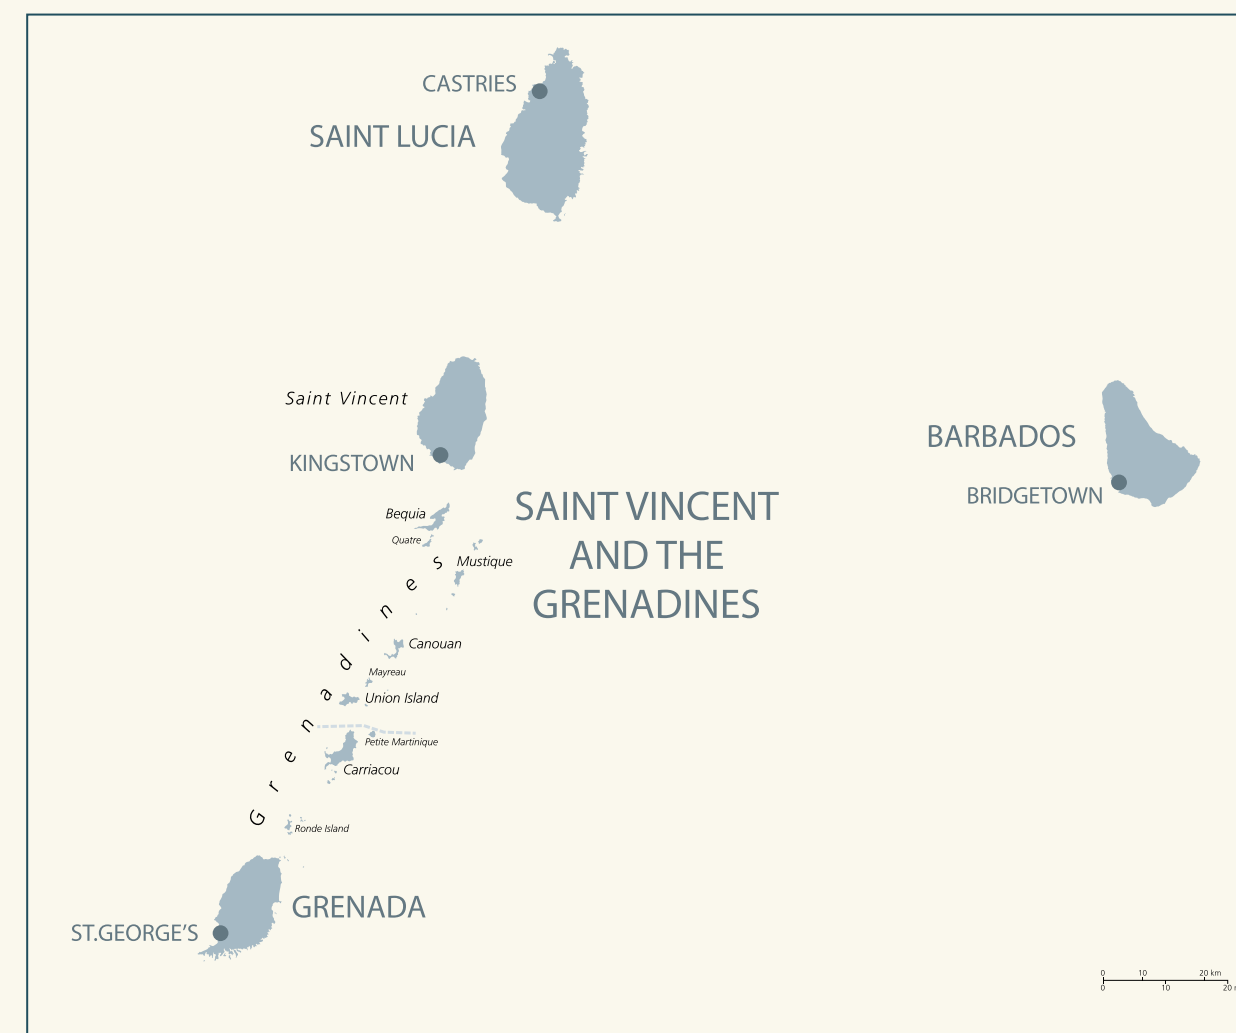 CASTRIES
SAINT LUCIA
Saint Vincent
KINGSTOWN
BARBADOS
BRIDGETOWN
SAINT VINCENT
AND THE
GRENADINES
Bequia
Quatre
Mustique
Grenadines
Canouan
Mayreau
Union Island
Petite Martinique
Carriacou
Ronde Island
GRENADA
ST.GEORGE'S
0 10 20 km
0 10 20